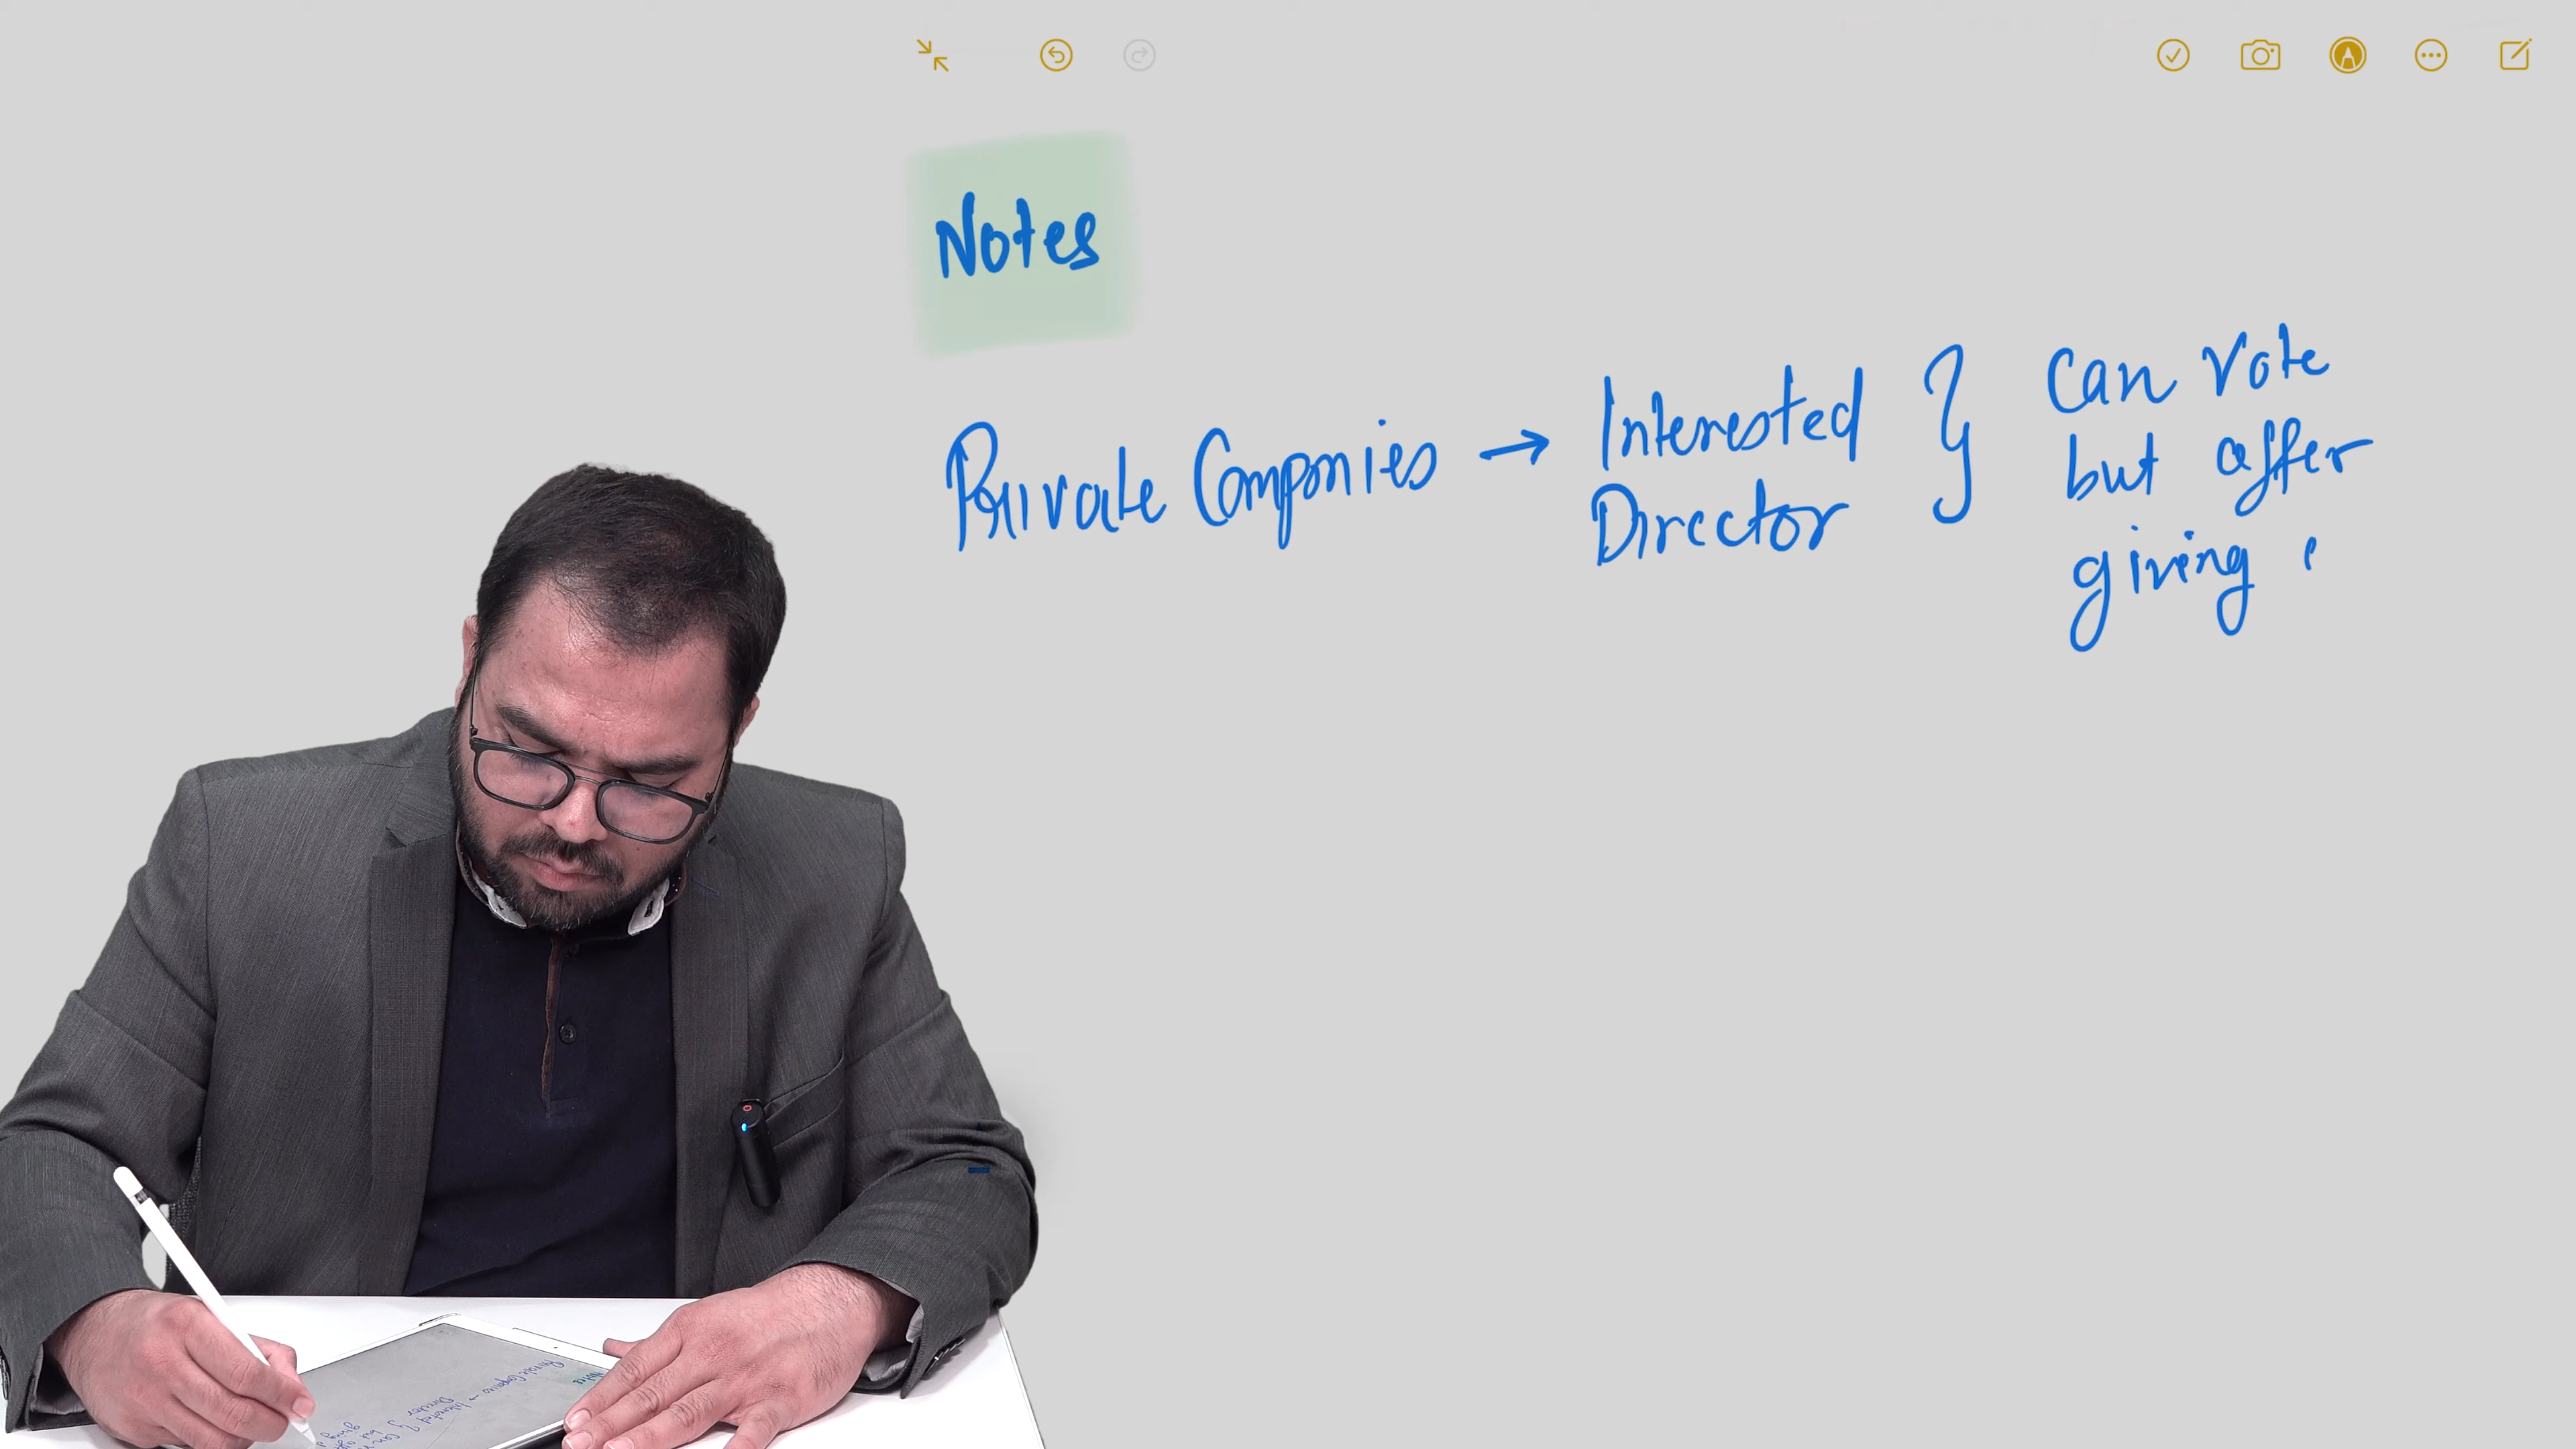 Notes
Private Companies → Interested Director } Can vote
but after
giving